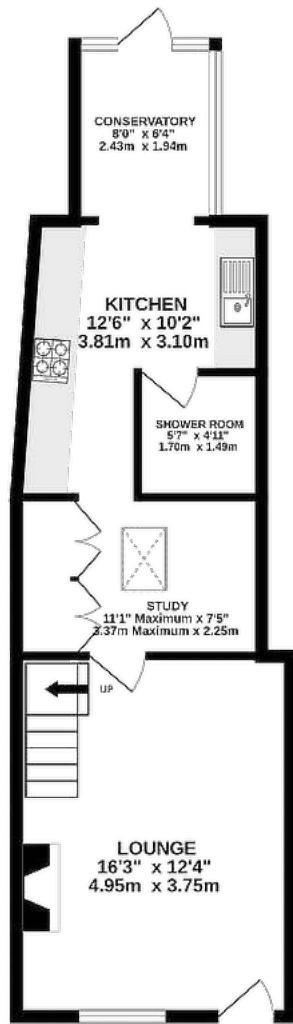 CONSERVATORY
8'0" x 6'4"
2.43m x 1.94m
KITCHEN
12'6" x 10'2"
3.81m x 3.10m
SHOWER ROOM
5'7" x 4'11"
1.70m x 1.49m
STUDY
11'1" Maximum x 7'5"
3.37m Maximum x 2.25m
UP
LOUNGE
16'3" x 12'4"
4.95m x 3.75m